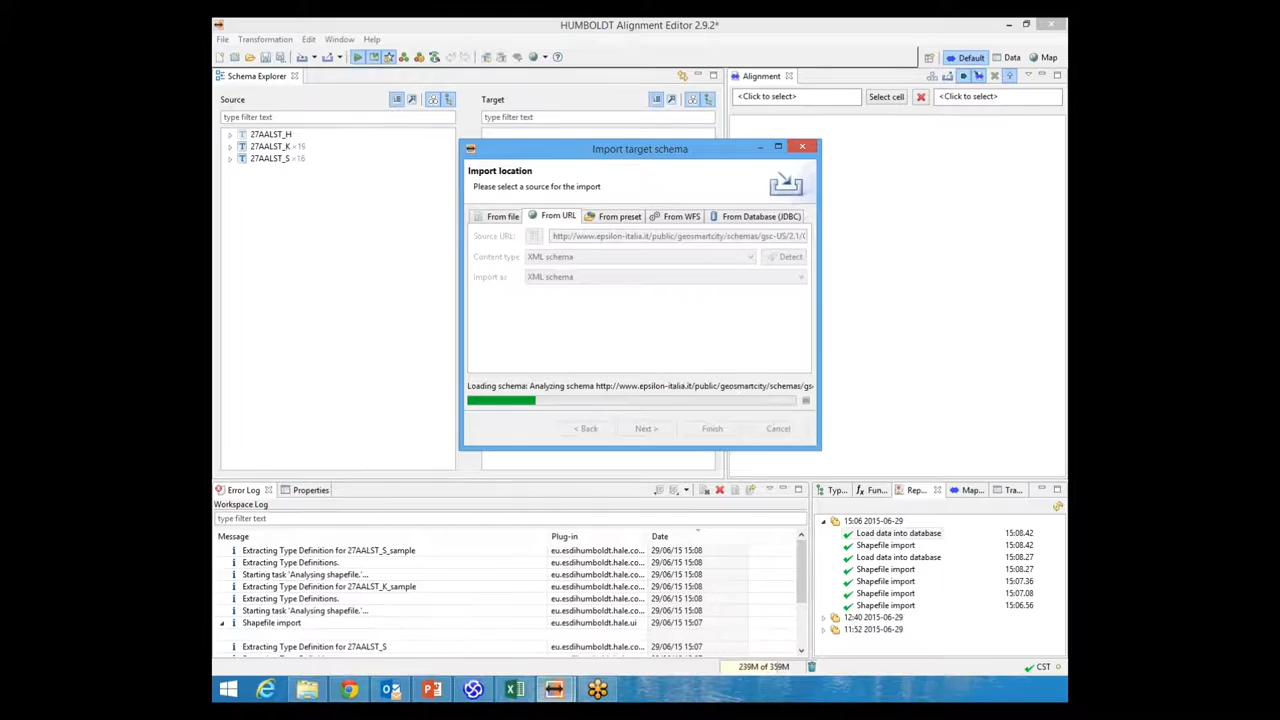 HUMBOLDT Alignment Editor 2.9.2*
File Transformation Edit Window Help
Default Data Map
Schema Explorer
Alignment
Source
Target
<Click to select> Select cell <Click to select>
type filter text
type filter text
27AALST_H
27AALST_K ×19
27AALST_S ×16
Import target schema
Import location
Please select a source for the import
From file From URL From preset From WFS From Database (JDBC)
Source URL: http://www.epsilon-italia.it/public/geosmartcity/schemas/gsc-US/2.1/
Content type XML schema Detect
Import as XML schema
Loading schema: Analyzing schema http://www.epsilon-italia.it/public/geosmartcity/schemas/gs
< Back Next > Finish Cancel
Error Log Properties
Typ... Fun... Rep... Map... Tra...
Workspace Log
type filter text
Message Plug-in Date
Extracting Type Definition for 27AALST_S_sample eu.esdihumboldt.hale.co... 29/06/15 15:08
Extracting Definitions. eu.esdihumboldt.hale.co... 29/06/15 15:08
Starting task 'Analysing shapefile.'... eu.esdihumboldt.hale.co... 29/06/15 15:08
Extracting Type Definition for 27AALST_K_sample eu.esdihumboldt.hale.co... 29/06/15 15:08
Extracting Definitions. eu.esdihumboldt.hale.co... 29/06/15 15:08
Starting task 'Analysing shapefile.'... eu.esdihumboldt.hale.co... 29/06/15 15:08
Shapefile import eu.esdihumboldt.hale.ui 29/06/15 15:07
Extracting Type Definition for 27AALST_S eu.esdihumboldt.hale.co... 29/06/15 15:07
15:06 2015-06-29
Load data into database 15:08.42
Shapefile import 15:08.42
Load data into database 15:08.27
Shapefile import 15:08.27
Shapefile import 15:07.36
Shapefile import 15:07.08
Shapefile import 15:06.56
12:40 2015-06-29
11:52 2015-06-29
239M of 359M
CST